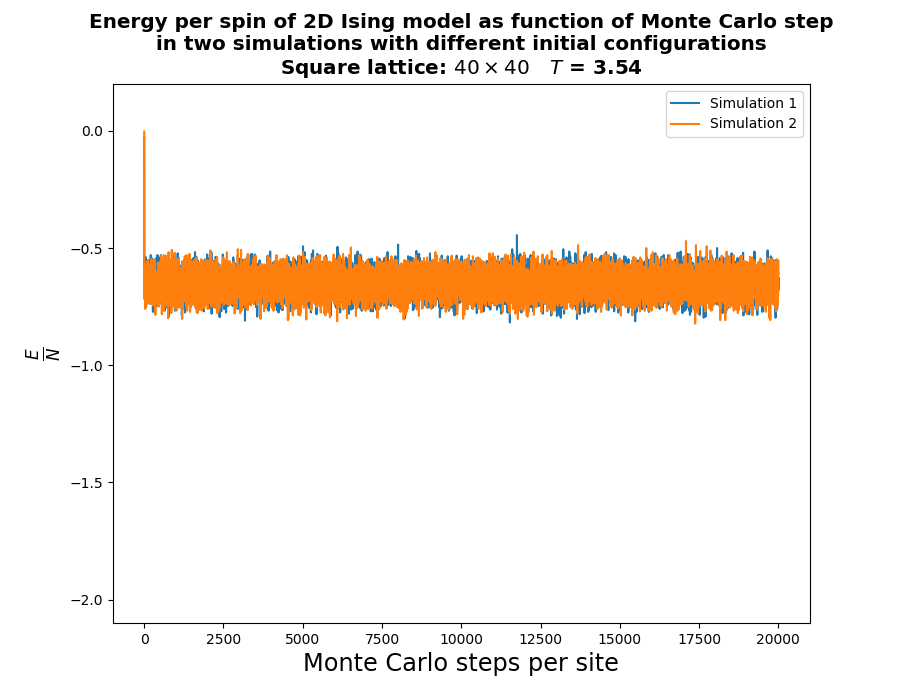 Energy per spin of 2D Ising model as function of Monte Carlo step
in two simulations with different initial configurations
Square lattice: 40 × 40 T = 3.54
Simulation 1
Simulation 2
0.0
−0.5
−1.0
−1.5
−2.0
E
N
0 2500 5000 7500 10000 12500 15000 17500 20000
Monte Carlo steps per site